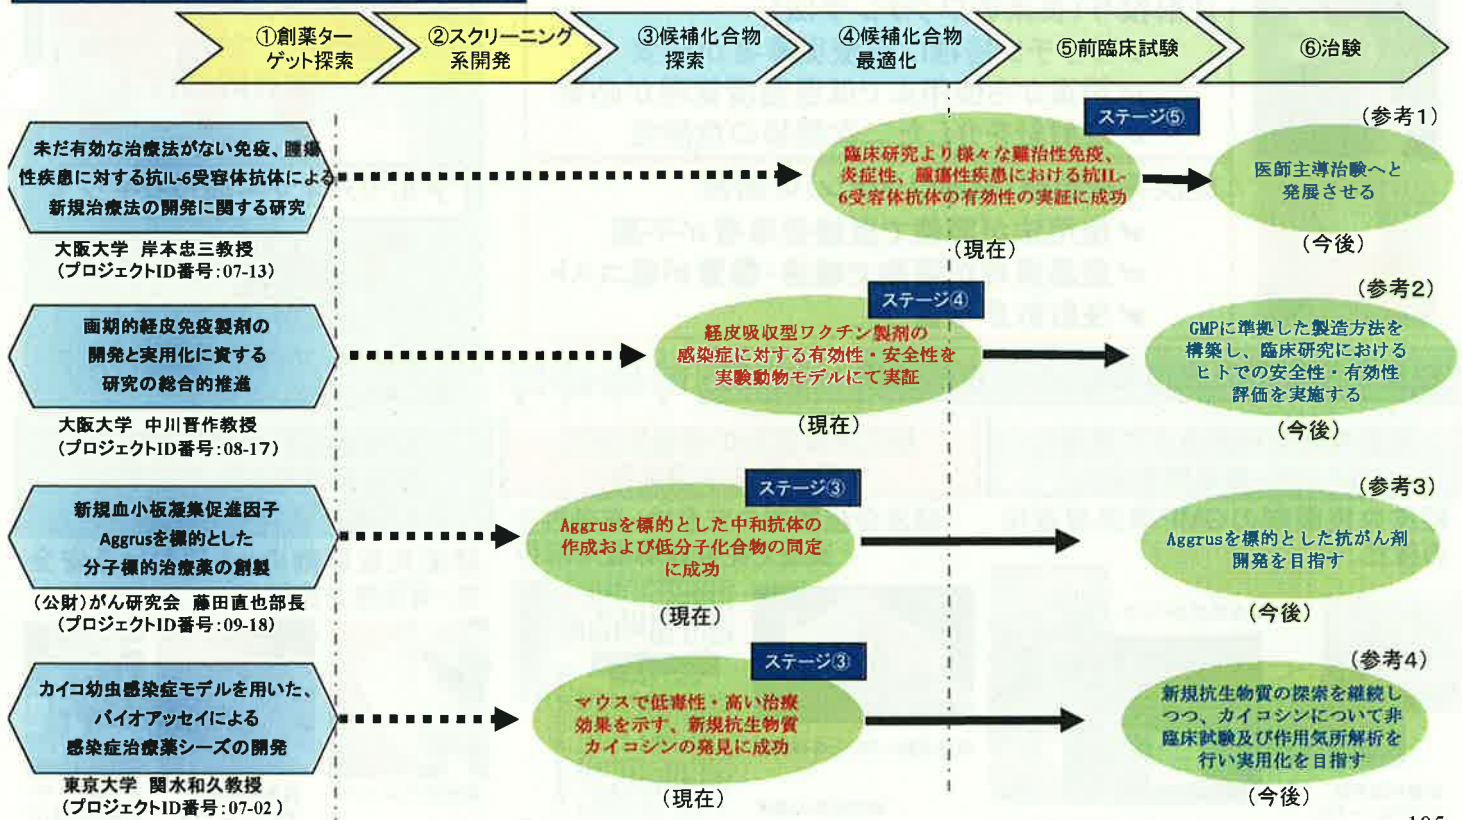 ①創薬ター
ゲット探索
②スクリーニング
系開発
③候補化合物
探索
④候補化合物
最適化
⑤前臨床試験
⑥治験
未だ有効な治療法がない免疫、腫瘍
性疾患に対する抗IL-6受容体抗体による
新規治療法の開発に関する研究
大阪大学 岸本忠三教授
(プロジェクトID番号:07-13)
ステージ⑤
臨床研究より様々な難治性免疫、
炎症性、腫瘍性疾患における抗IL-
6受容体抗体の有効性の実証に成功
(現在)
(参考1)
医師主導治験へと
発展させる
(今後)
画期的経皮免疫製剤の
開発と実用化に資する
研究の総合的推進
大阪大学 中川晋作教授
(プロジェクトID番号:08-17)
ステージ④
経皮吸収型ワクチン製剤の
感染症に対する有効性・安全性を
実験動物モデルにて実証
(現在)
(参考2)
GMPに準拠した製造方法を
構築し、臨床研究における
ヒトでの安全性・有効性
評価を実施する
(今後)
新規血小板凝集促進因子
Aggrusを標的とした
分子標的治療薬の創製
(公財)がん研究会 藤田直也部長
(プロジェクトID番号:09-18)
ステージ③
Aggrusを標的とした中和抗体の
作成および低分子化合物の同定
に成功
(現在)
(参考3)
Aggrusを標的とした抗がん剤
開発を目指す
(今後)
カイコ幼虫感染症モデルを用いた、
バイオアッセイによる
感染症治療薬シーズの開発
東京大学 関水和久教授
(プロジェクトID番号:07-02)
ステージ③
マウスで低毒性・高い治療
効果を示す、新規抗生物質
カイコシンの発見に成功
(現在)
(参考4)
新規抗生物質の探索を継続し
つつ、カイコシンについて非
臨床試験及び作用気所解析を
行い実用化を目指す
(今後)